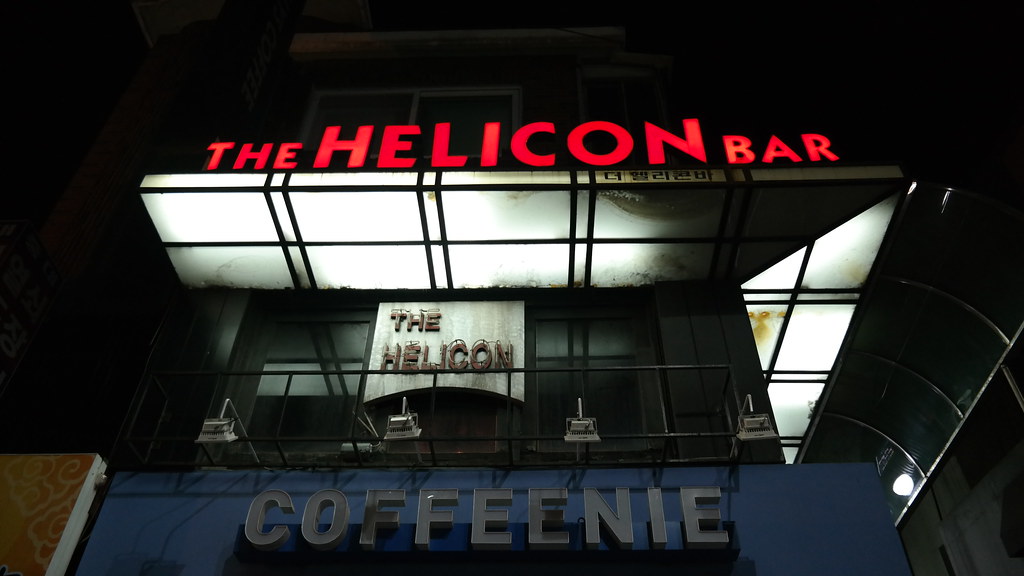 THE HELICON BAR
더 헬리콘바
THE
HELICON
COFFEENIE